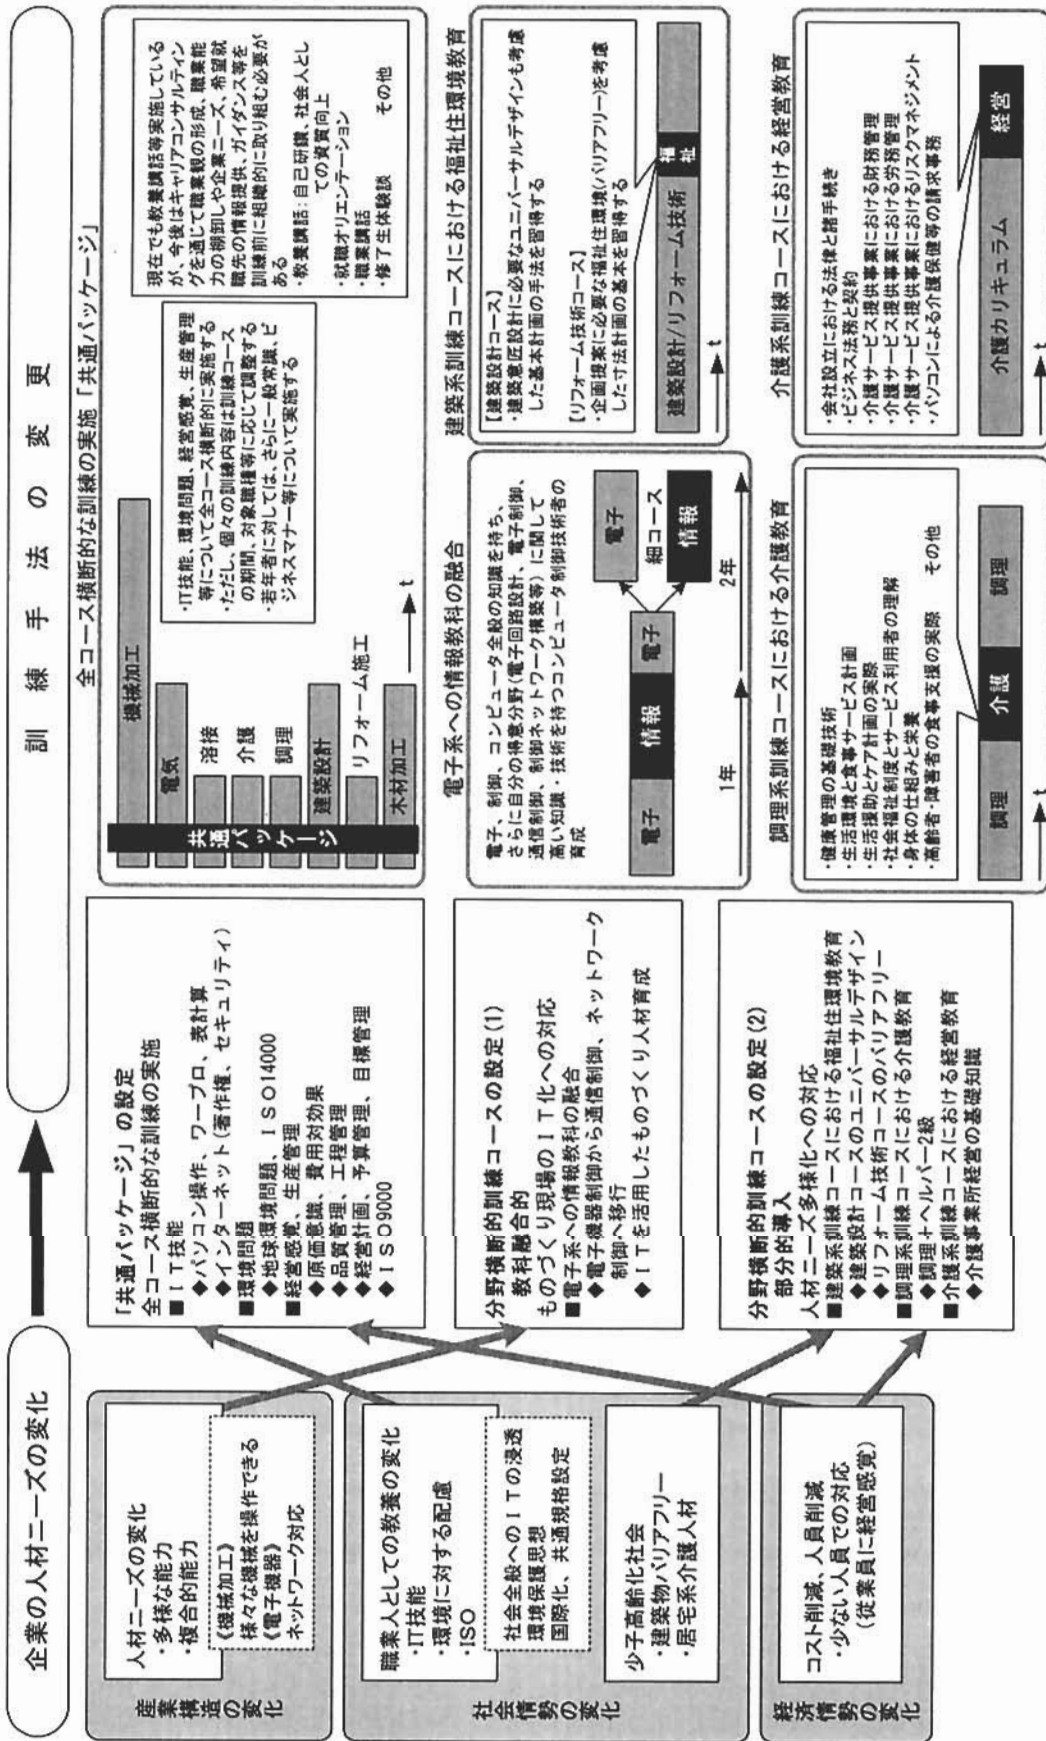 企業の人材ニーズの変化
訓練手法の変更
産業構造の変化
人材ニーズの変化
・多様な能力
・複合的能力
《機械加工》
様々な機械を操作できる
《電子機器》
ネットワーク対応
社会情勢の変化
職業人としての教養の変化
・IT技能
・環境に対する配慮
・ISO
社会全般へのITの浸透
環境保護思想
国際化、共通規格設定
少子高齢化社会
・建築物バリアフリー
・居宅系介護人材
経済情勢の変化
コスト削減、人員削減
・少ない人員での対応
(従業員に経営感覚)
「共通パッケージ」の設定
全コース横断的な訓練の実施
■IT技能
◆パソコン操作、ワープロ、表計算
◆インターネット(著作権、セキュリティ)
■環境問題
◆地球環境問題、ISO14000
■経営感覚、生産管理
◆原価意識、費用対効果
◆品質管理、工程管理
◆経営計画、予算管理、目標管理
◆ISO9000
分野横断的訓練コースの設定(1)
教科融合的
ものづくり現場のIT化への対応
■電子系への情報教科の融合
◆電子機器制御から通信制御、ネットワーク
制御へ移行
◆ITを活用したものづくり人材育成
分野横断的訓練コースの設定(2)
部分的導入
人材ニーズ多様化への対応
■建築系訓練コースにおける福祉住環境教育
◆建築設計コースのユニバーサルデザイン
◆リフォーム技術コースのバリアフリー
■調理系訓練コースにおける介護教育
◆調理+ヘルパー2級
■介護系訓練コースにおける経営教育
◆介護事業所経営の基礎知識
全コース横断的な訓練の実施「共通パッケージ」
共通パッケージ
機械加工
電気
溶接
介護
調理
建築設計
リフォーム施工
木材加工
t
・IT技能、環境問題、経営感覚、生産管理
等について全コース横断的に実施する
・ただし、個々の訓練内容は訓練コース
の期間、対象職種等に応じて調整する
・若年者に対しては、さらに一般常識、ビ
ジネスマナー等について実施する
現在でも教養講話等実施している
が、今後はキャリアコンサルティン
グを通じて職業観の形成、職業能
力の棚卸しや企業ニーズ、希望就
職先の情報提供、ガイダンス等を
訓練前に組織的に取り組む必要が
ある
・教養講話:自己研鑽、社会人とし
ての資質向上
・就職オリエンテーション
・職業講話
・修了生体験談 その他
電子系への情報教科の融合
電子、制御、コンピュータ全般の知識を持ち、
さらに自分の得意分野(電子回路設計、電子制御、
通信制御、制御ネットワーク構築等)に関して
高い知識・技術を持つコンピュータ制御技術者の
育成
電子
情報
電子
電子
細コース
情報
1年
2年
建築系訓練コースにおける福祉住環境教育
【建築設計コース】
・建築意匠設計に必要なユニバーサルデザインも考慮
した基本計画の手法を習得する
【リフォーム技術コース】
・企画提案に必要な福祉住環境(バリアフリー)を考慮
した寸法計画の基本を習得する
建築設計/リフォーム技術
福祉
t
調理系訓練コースにおける介護教育
・健康管理の基礎技術
・生活環境と食事サービス計画
・生活援助とケア計画の実際
・社会福祉制度とサービス利用者の理解
・身体の仕組みと栄養
・高齢者・障害者の食事支援の実際 その他
調理
介護
調理
t
介護系訓練コースにおける経営教育
・会社設立における法律と諸手続き
・ビジネス法務と契約
・介護サービス提供事業における財務管理
・介護サービス提供事業における労務管理
・介護サービス提供事業におけるリスクマネジメント
・パソコンによる介護保健等の請求事務
介護カリキュラム
経営
t